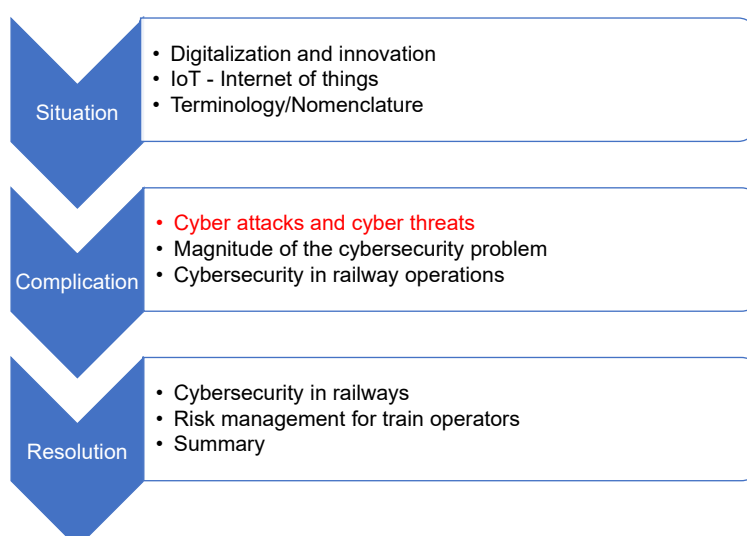 Situation
• Digitalization and innovation
• IoT - Internet of things
• Terminology/Nomenclature
Complication
• Cyber attacks and cyber threats
• Magnitude of the cybersecurity problem
• Cybersecurity in railway operations
Resolution
• Cybersecurity in railways
• Risk management for train operators
• Summary